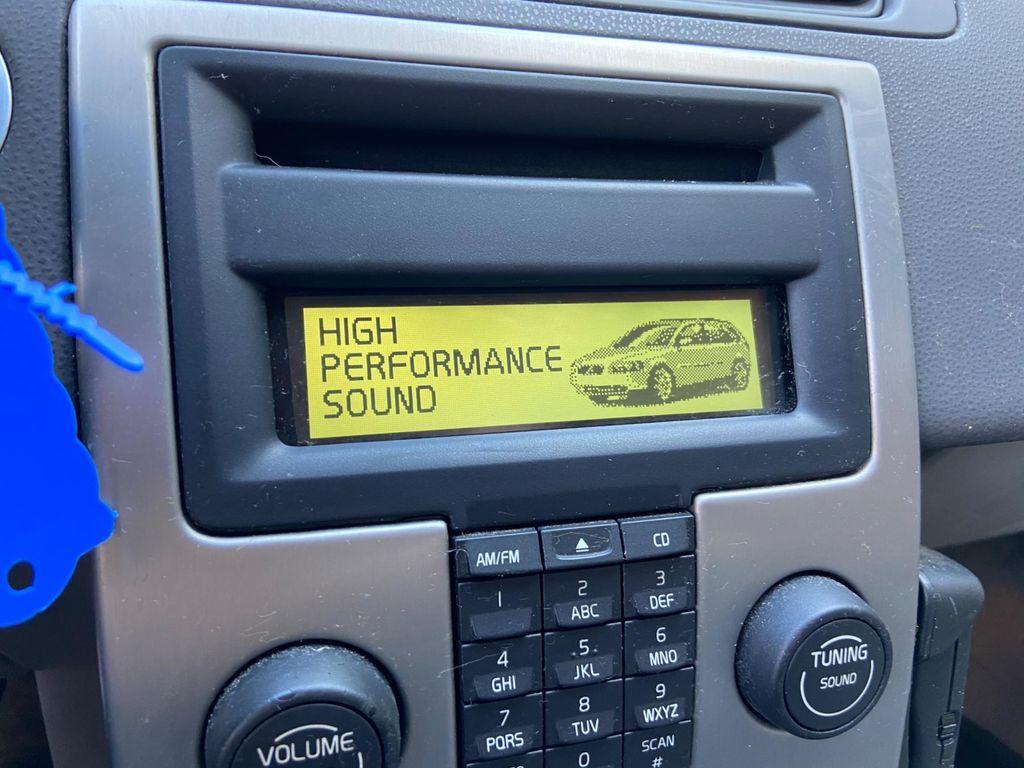 HIGH
PERFORMANCE
SOUND
AM/FM
CD
1
2
ABC
3
DEF
4
GHI
5
JKL
6
MNO
7
PQRS
8
TUV
9
WXYZ
0
SCAN
#
VOLUME
TUNING
SOUND